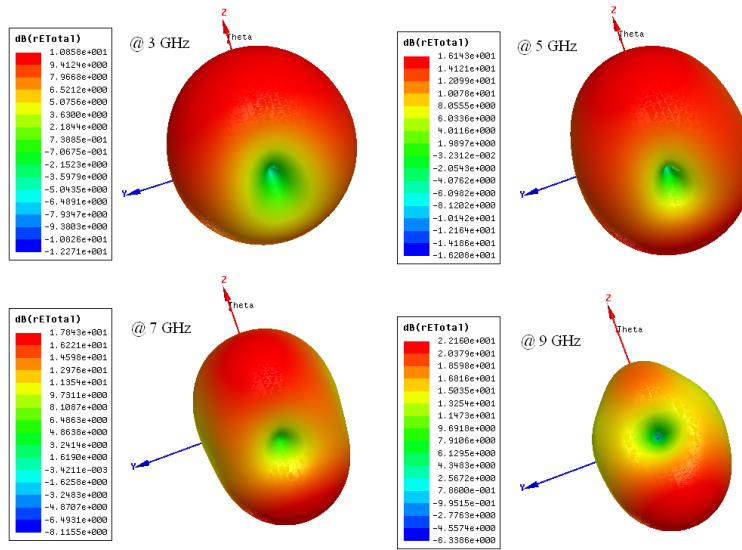 dB(rETotal)
1.0858e+001
9.4124e+000
7.9668e+000
6.5212e+000
5.0756e+000
3.6300e+000
2.1844e+000
7.3885e-001
-7.0675e-001
-2.1523e+000
-3.5979e+000
-5.0435e+000
-6.4891e+000
-7.9347e+000
-9.3803e+000
-1.0826e+001
-1.2271e+001
@ 3 GHz
Z
Theta
Y
dB(rETotal)
1.6143e+001
1.4121e+001
1.2099e+001
1.0078e+001
8.0555e+000
6.0336e+000
4.0116e+000
1.9897e+000
-3.2312e-002
-2.0543e+000
-4.0762e+000
-6.0982e+000
-8.1202e+000
-1.0142e+001
-1.2164e+001
-1.4186e+001
-1.6208e+001
@ 5 GHz
Z
Theta
Y
dB(rETotal)
1.7843e+001
1.6221e+001
1.4598e+001
1.2976e+001
1.1354e+001
9.7311e+000
8.1087e+000
6.4863e+000
4.8638e+000
3.2414e+000
1.6190e+000
-3.4211e-003
-1.6258e+000
-3.2483e+000
-4.8707e+000
-6.4931e+000
-8.1155e+000
@ 7 GHz
Z
Theta
Y
dB(rETotal)
2.2160e+001
2.0379e+001
1.8598e+001
1.6816e+001
1.5035e+001
1.3254e+001
1.1473e+001
9.6918e+000
7.9106e+000
6.1295e+000
4.3483e+000
2.5672e+000
7.8600e-001
-9.9515e-001
-2.7763e+000
-4.5574e+000
-6.3386e+000
@ 9 GHz
Z
Theta
Y